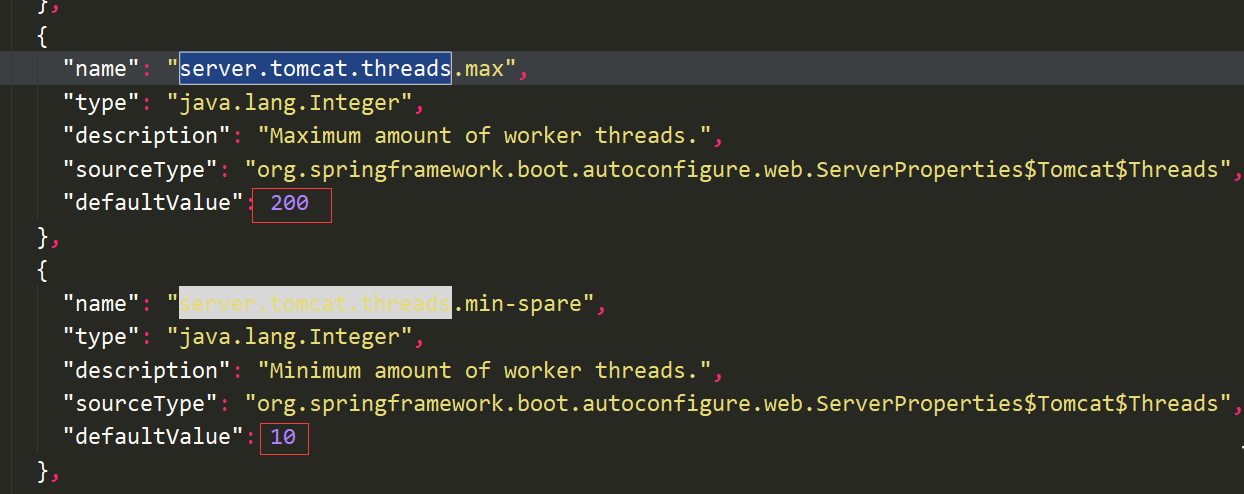 },
{
"name": "server.tomcat.threads.max",
"type": "java.lang.Integer",
"description": "Maximum amount of worker threads.",
"sourceType": "org.springframework.boot.autoconfigure.web.ServerProperties$Tomcat$Threads",
"defaultValue": 200
},
{
"name": "server.tomcat.threads.min-spare",
"type": "java.lang.Integer",
"description": "Minimum amount of worker threads.",
"sourceType": "org.springframework.boot.autoconfigure.web.ServerProperties$Tomcat$Threads",
"defaultValue": 10
},